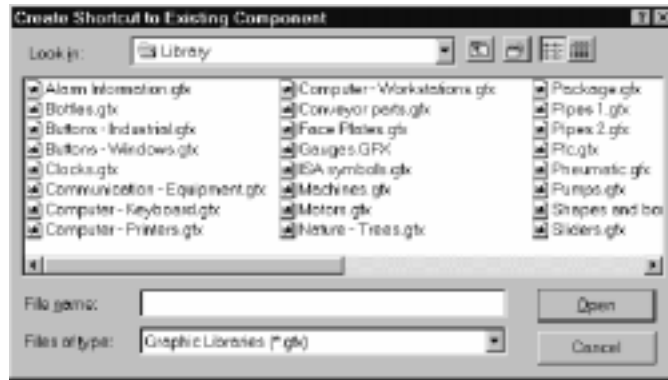 Create Shortcut to Existing Component
Look in: Library
Alarm Information.gfx
Bottles.gfx
Buttons - Industrial.gfx
Buttons - Windows.gfx
Clocks.gfx
Communication - Equipment.gfx
Computer - Keyboard.gfx
Computer - Printers.gfx
Computer - Workstations.gfx
Conveyor parts.gfx
Face Plates.gfx
Gauges.GFX
ISA symbols.gfx
Machines.gfx
Motors.gfx
Nature - Trees.gfx
Package.gfx
Pipes 1.gfx
Pipes 2.gfx
Plc.gfx
Pneumatic.gfx
Pumps.gfx
Shapes and bo
Sliders.gfx
File name:
Open
Files of type: Graphic Libraries (*.gfx)
Cancel